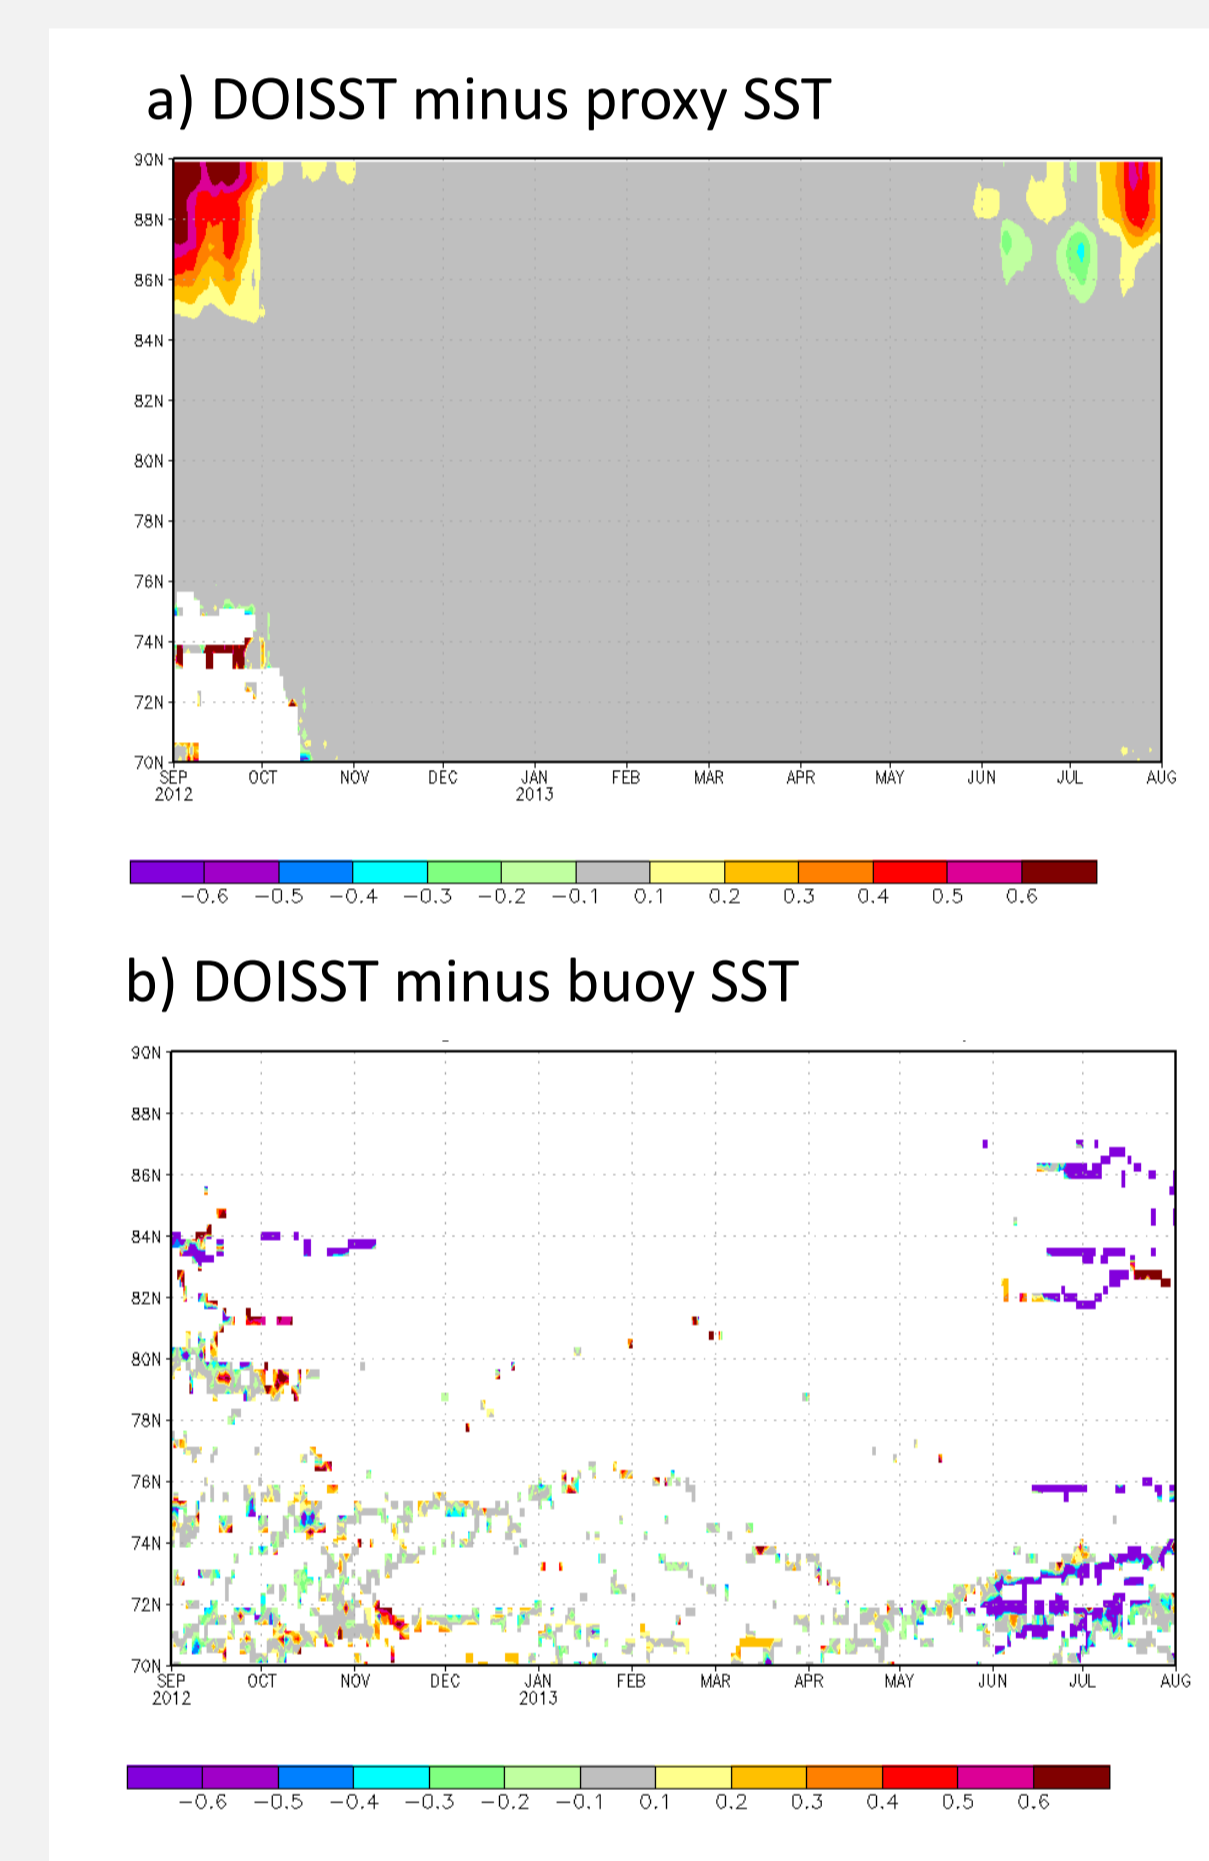 a) DOISST minus proxy SST
90N
88N
86N
84N
82N
80N
78N
76N
74N
72N
70N
SEP OCT NOV DEC JAN FEB MAR APR MAY JUN JUL AUG
2012 2013
−0.6 −0.5 −0.4 −0.3 −0.2 −0.1 0.1 0.2 0.3 0.4 0.5 0.6
b) DOISST minus buoy SST
90N
88N
86N
84N
82N
80N
78N
76N
74N
72N
70N
SEP OCT NOV DEC JAN FEB MAR APR MAY JUN JUL AUG
2012 2013
−0.6 −0.5 −0.4 −0.3 −0.2 −0.1 0.1 0.2 0.3 0.4 0.5 0.6